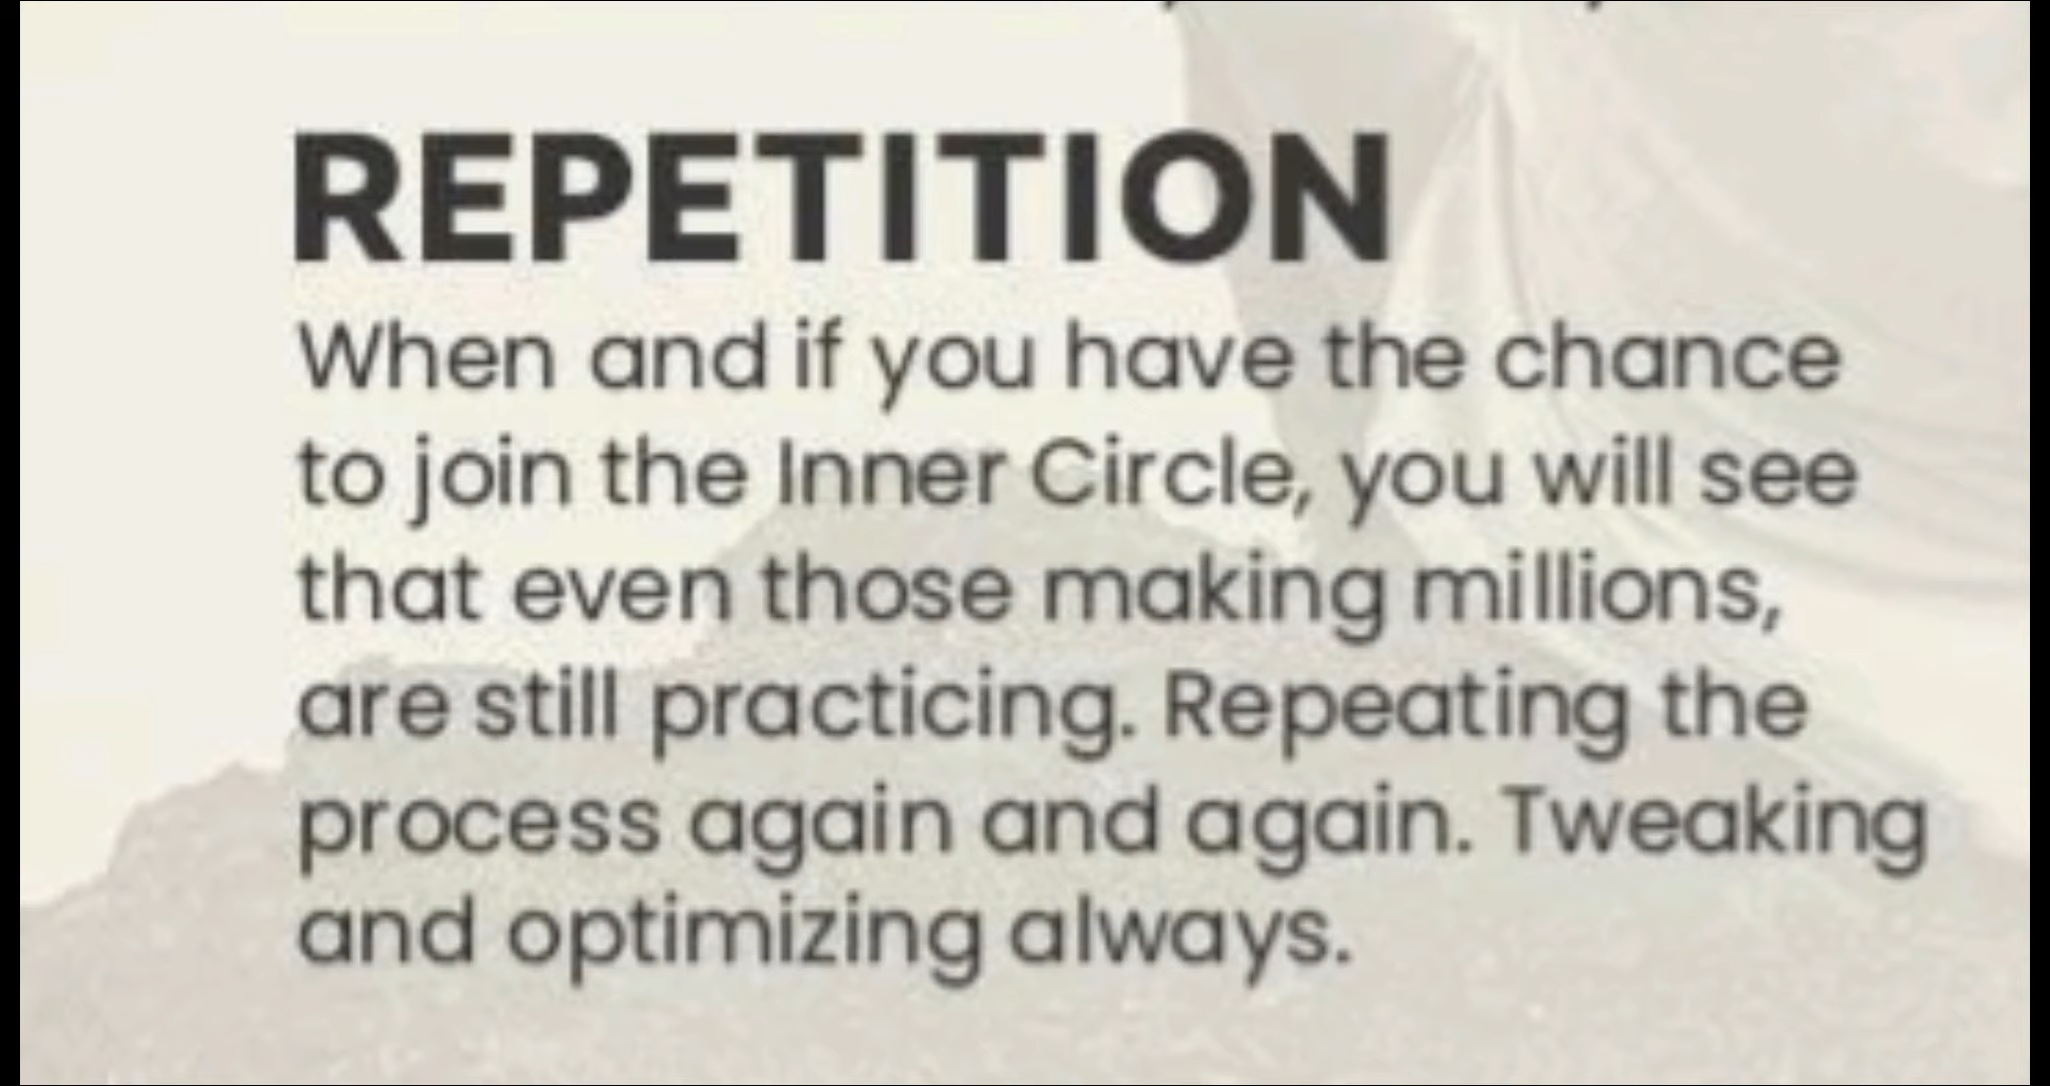 REPETITION
When and if you have the chance
to join the Inner Circle, you will see
that even those making millions,
are still practicing. Repeating the
process again and again. Tweaking
and optimizing always.